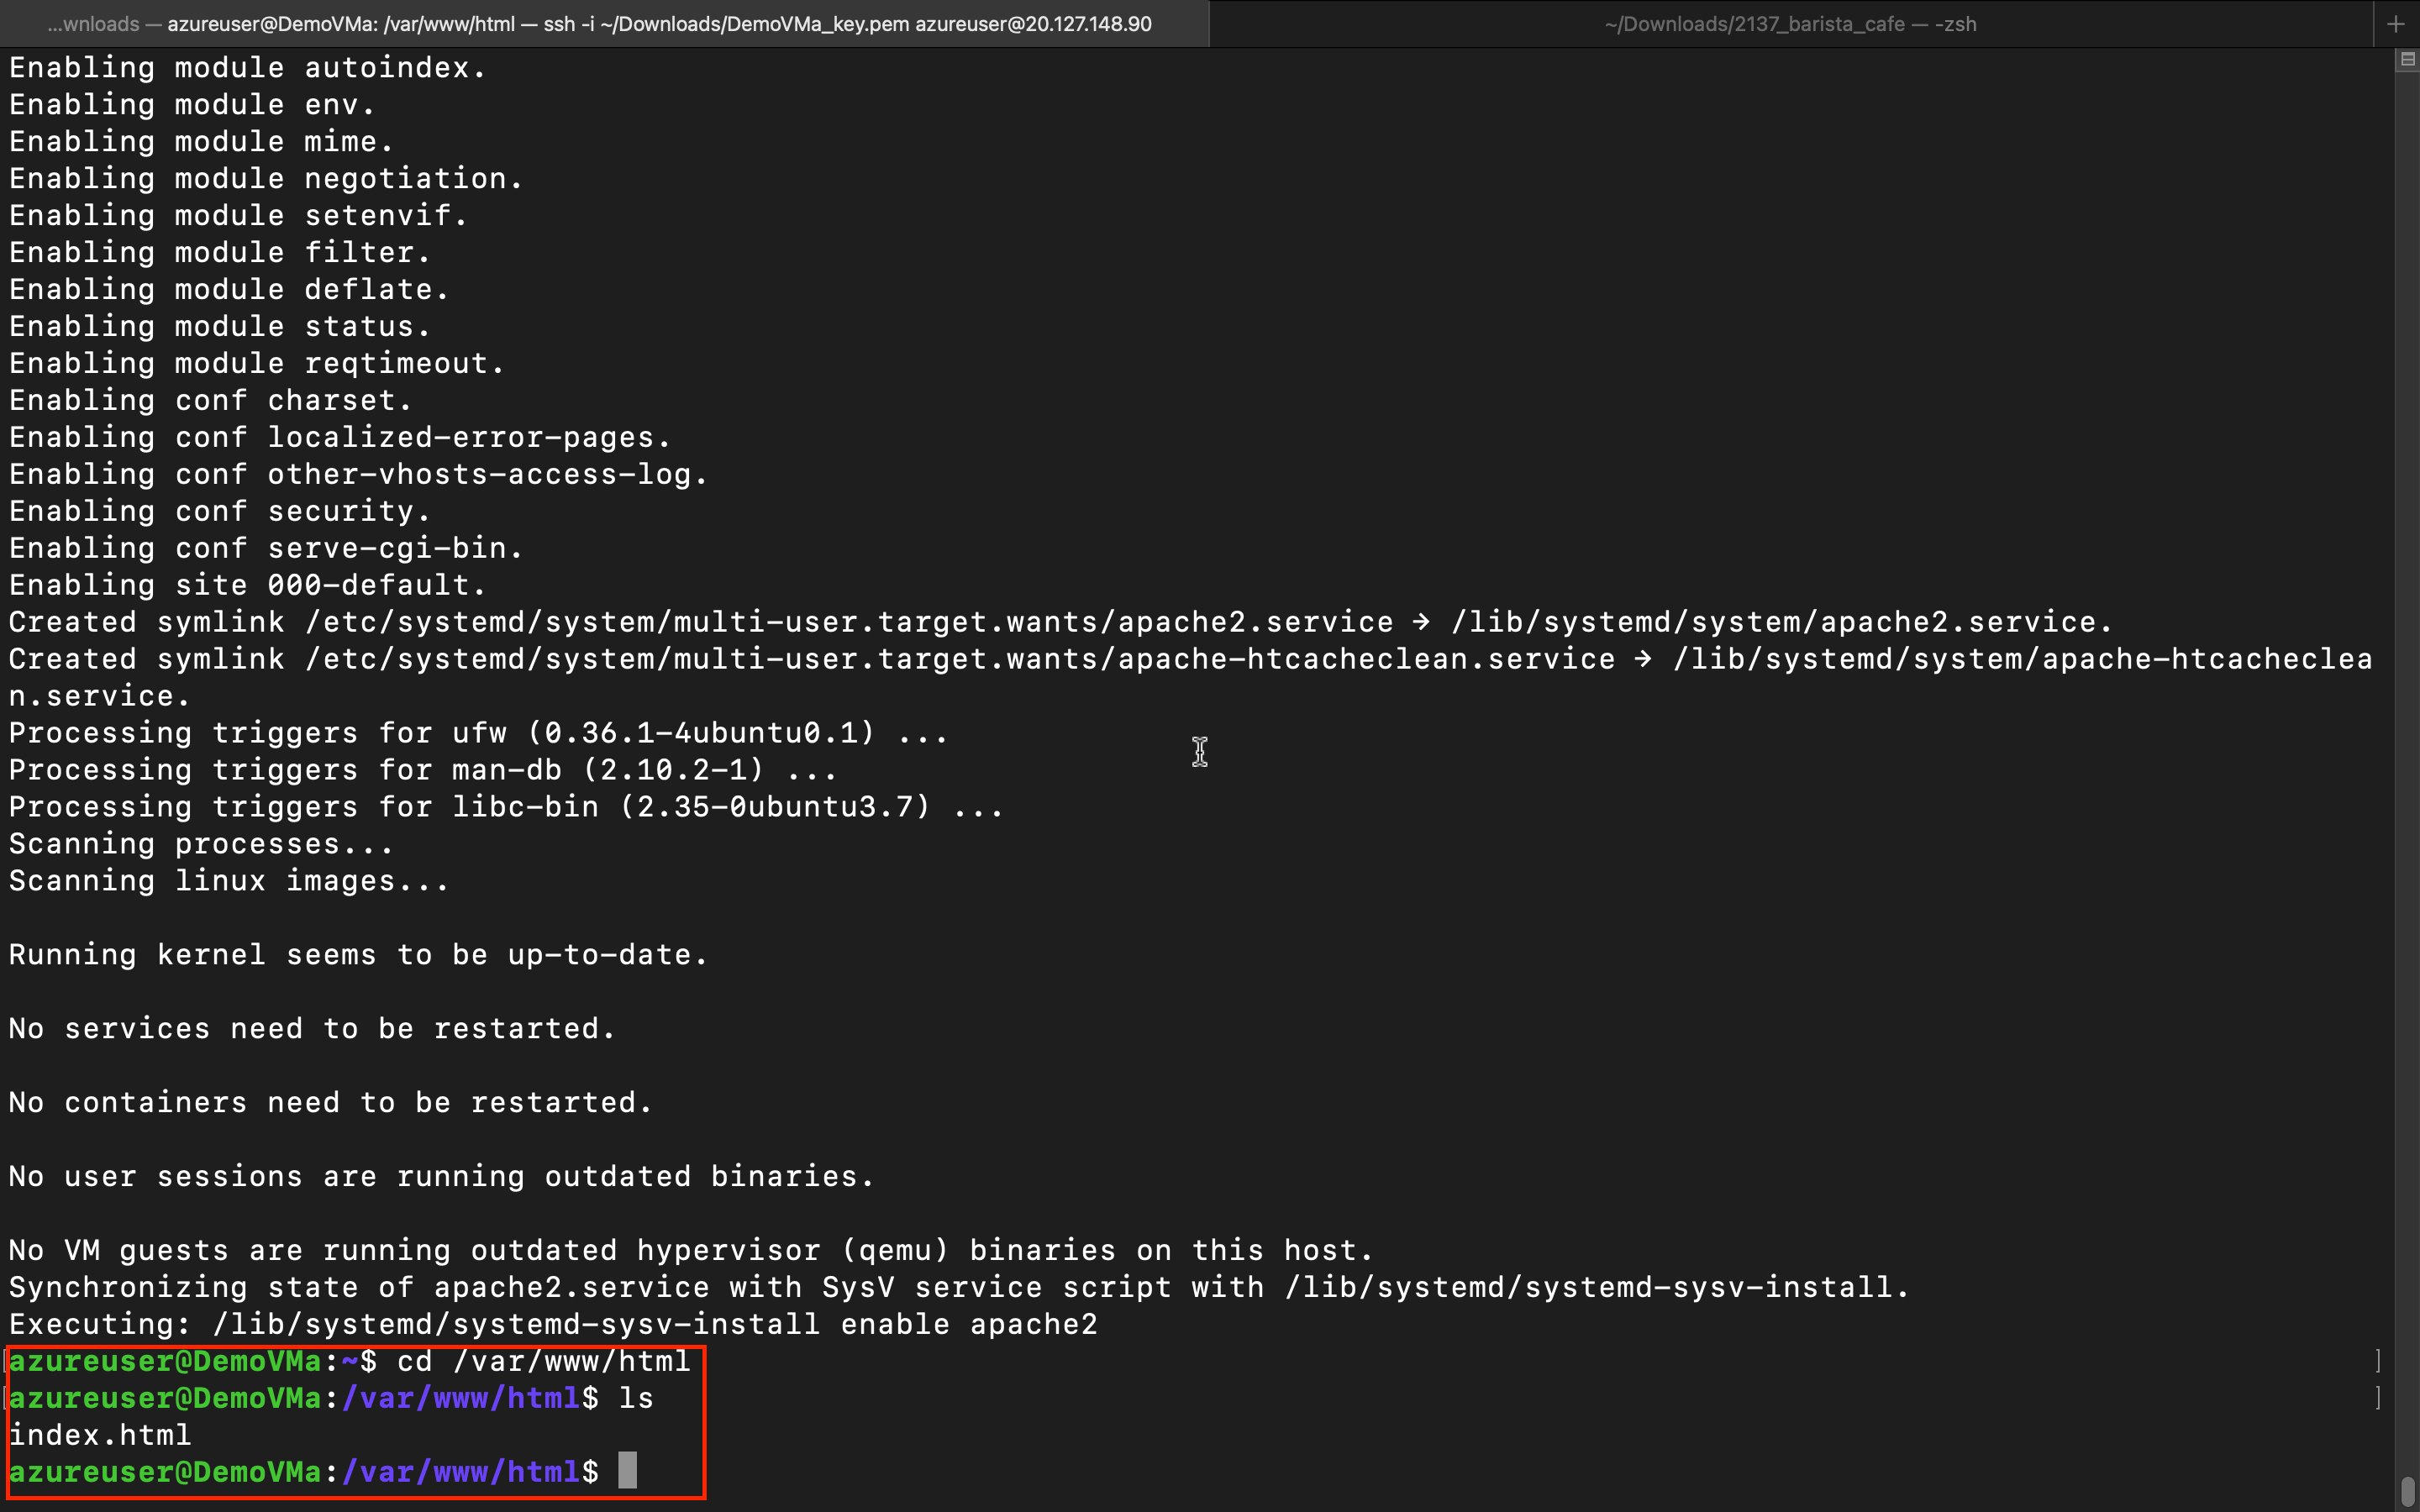 ...wnloads — azureuser@DemoVMa: /var/www/html — ssh -i ~/Downloads/DemoVMa_key.pem azureuser@20.127.148.90
~/Downloads/2137_barista_cafe — -zsh
Enabling module autoindex.
Enabling module env.
Enabling module mime.
Enabling module negotiation.
Enabling module setenvif.
Enabling module filter.
Enabling module deflate.
Enabling module status.
Enabling module reqtimeout.
Enabling conf charset.
Enabling conf localized-error-pages.
Enabling conf other-vhosts-access-log.
Enabling conf security.
Enabling conf serve-cgi-bin.
Enabling site 000-default.
Created symlink /etc/systemd/system/multi-user.target.wants/apache2.service → /lib/systemd/system/apache2.service.
Created symlink /etc/systemd/system/multi-user.target.wants/apache-htcacheclean.service → /lib/systemd/system/apache-htcacheclea
n.service.
Processing triggers for ufw (0.36.1-4ubuntu0.1) ...
Processing triggers for man-db (2.10.2-1) ...
Processing triggers for libc-bin (2.35-0ubuntu3.7) ...
Scanning processes...
Scanning linux images...
Running kernel seems to be up-to-date.
No services need to be restarted.
No containers need to be restarted.
No user sessions are running outdated binaries.
No VM guests are running outdated hypervisor (qemu) binaries on this host.
Synchronizing state of apache2.service with SysV service script with /lib/systemd/systemd-sysv-install.
Executing: /lib/systemd/systemd-sysv-install enable apache2
[azureuser@DemoVMa:~$ cd /var/www/html ]
[azureuser@DemoVMa:/var/www/html$ ls ]
index.html
azureuser@DemoVMa:/var/www/html$